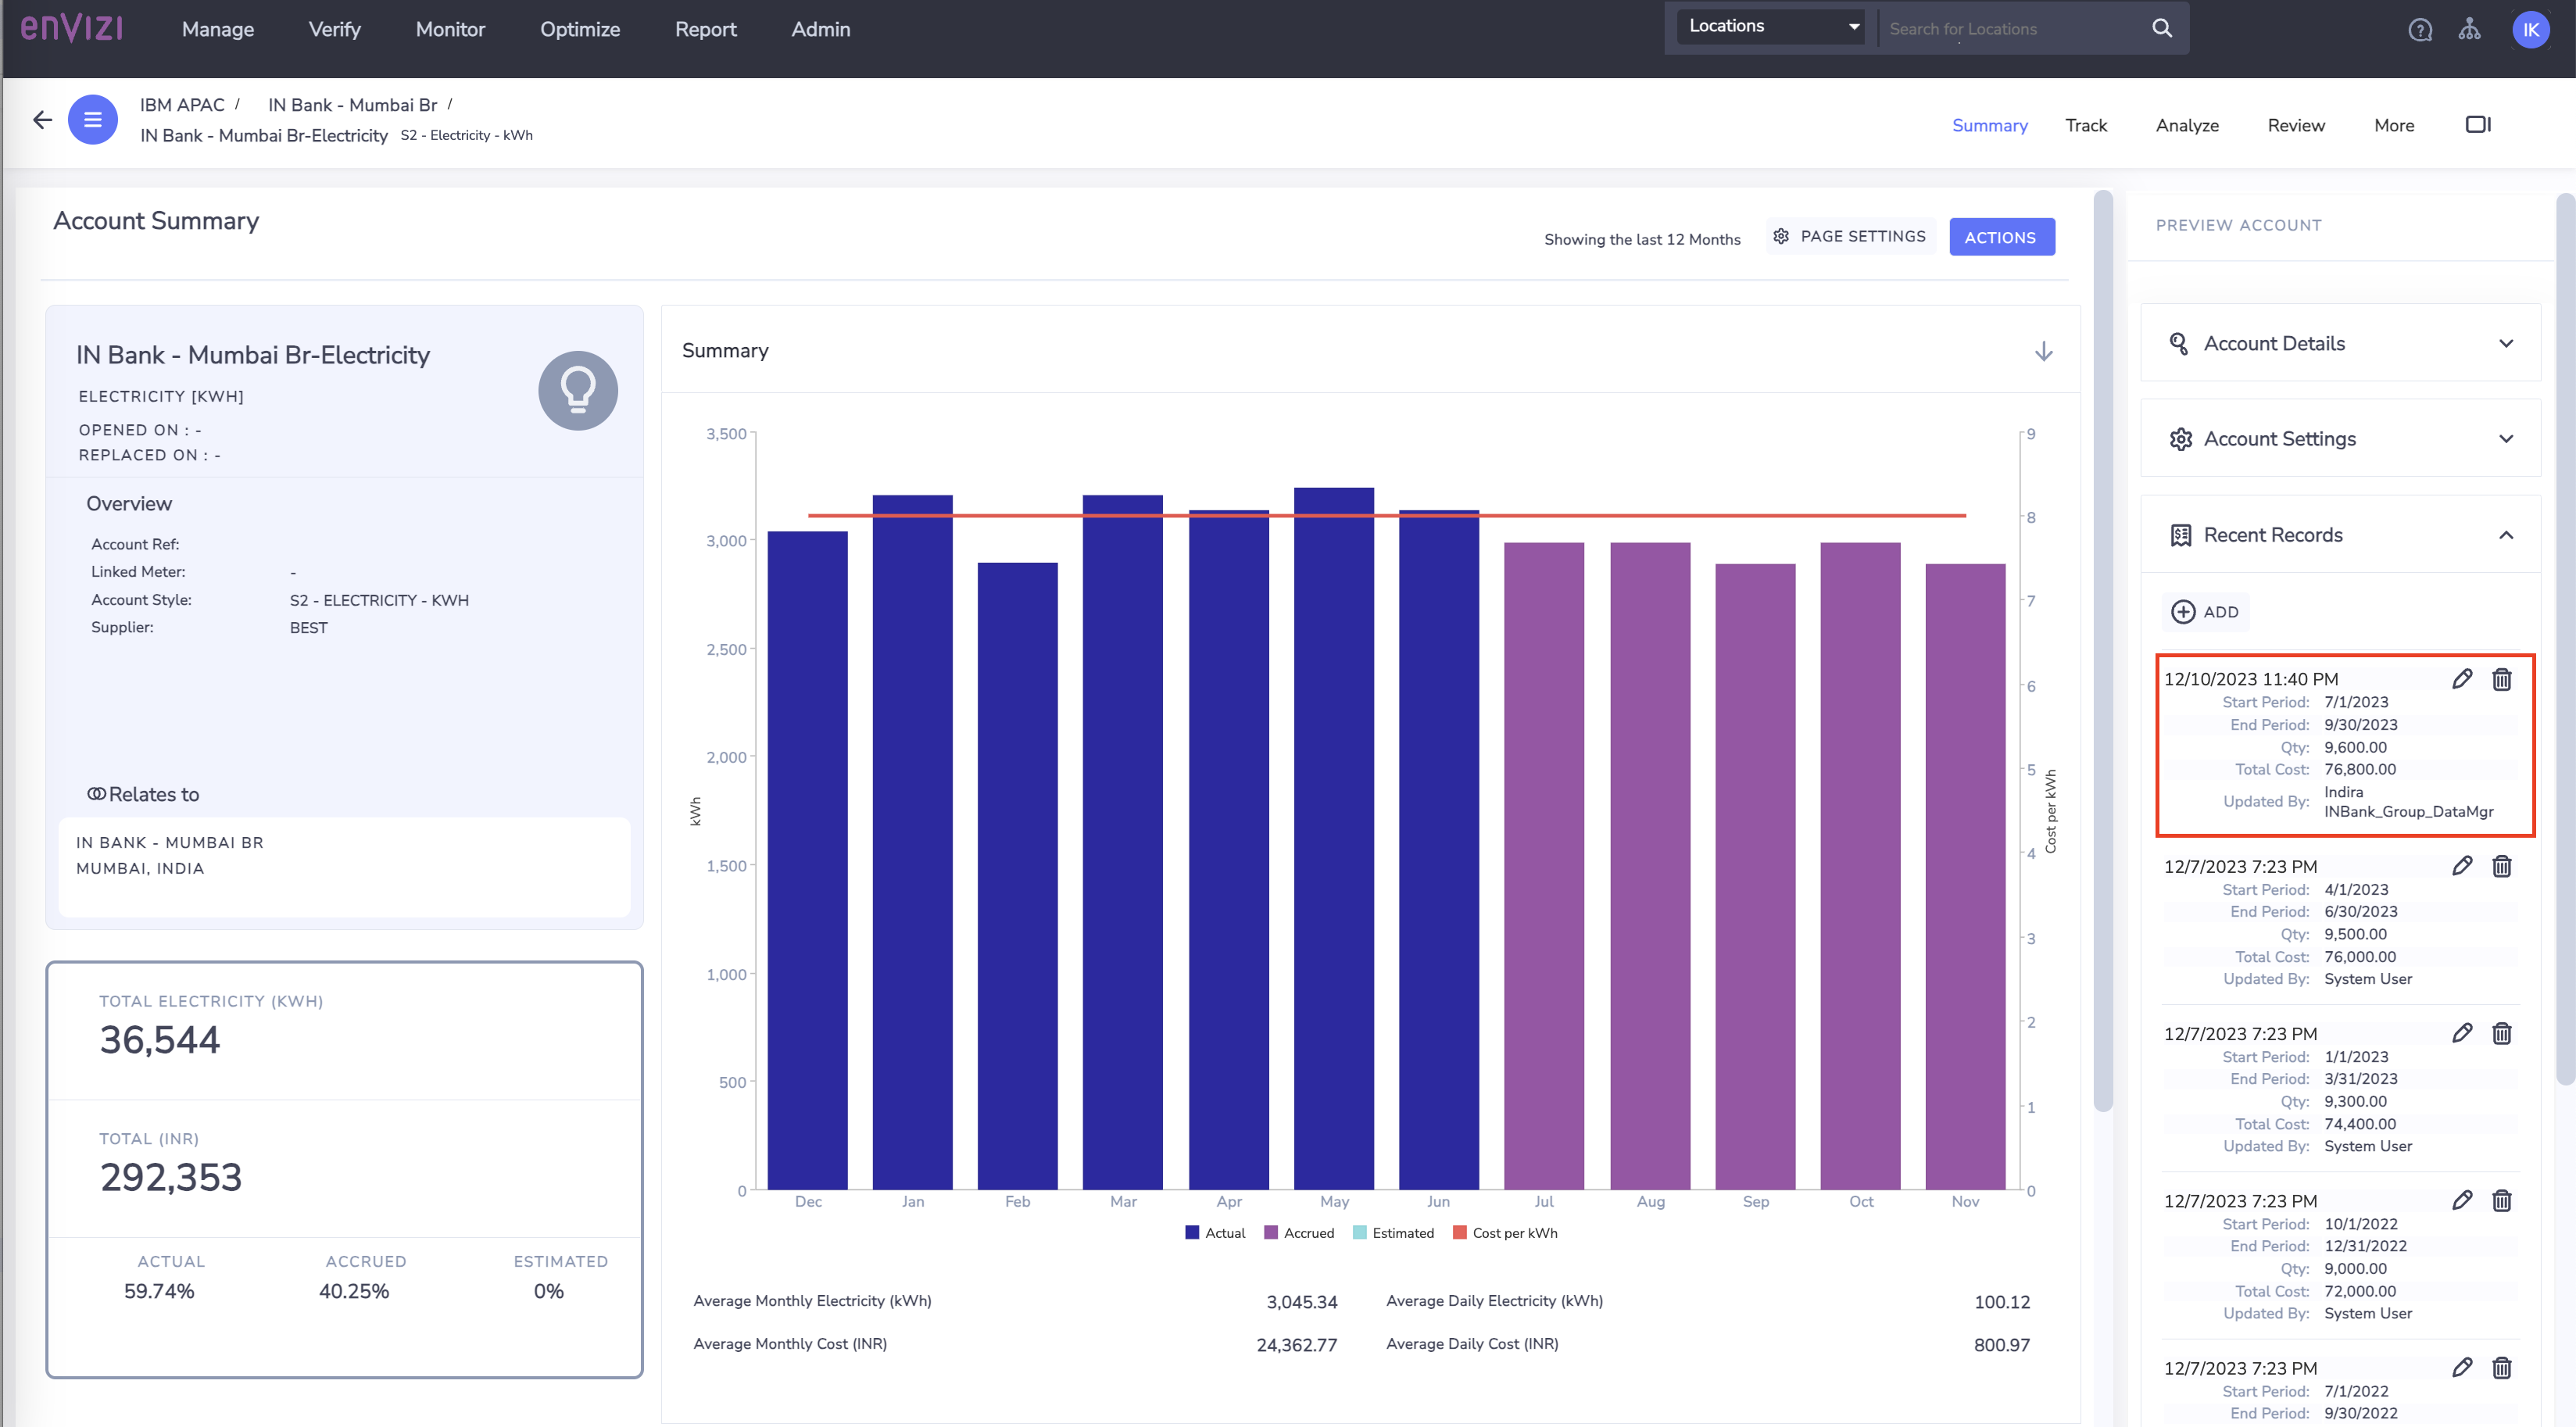 enVIZI
Manage
Verify
Monitor
Optimize
Report
Admin
Locations
Search for Locations
IK
IBM APAC /
IN Bank - Mumbai Br /
IN Bank - Mumbai Br-Electricity S2 - Electricity - kWh
Summary
Track
Analyze
Review
More
Account Summary
Showing the last 12 Months
PAGE SETTINGS
ACTIONS
IN Bank - Mumbai Br-Electricity
ELECTRICITY [KWH]
OPENED ON : -
REPLACED ON : -
Overview
Account Ref:
Linked Meter: -
Account Style: S2 - ELECTRICITY - KWH
Supplier: BEST
Relates to
IN BANK - MUMBAI BR
MUMBAI, INDIA
TOTAL ELECTRICITY (KWH)
36,544
TOTAL (INR)
292,353
ACTUAL ACCRUED ESTIMATED
59.74% 40.25% 0%
Summary
3,500
3,000
2,500
2,000
1,500
1,000
500
0
kWh
9
8
7
6
5
4
3
2
1
0
Cost per kWh
Dec Jan Feb Mar Apr May Jun Jul Aug Sep Oct Nov
Actual Accrued Estimated Cost per kWh
Average Monthly Electricity (kWh) 3,045.34 Average Daily Electricity (kWh) 100.12
Average Monthly Cost (INR) 24,362.77 Average Daily Cost (INR) 800.97
PREVIEW ACCOUNT
Account Details
Account Settings
Recent Records
ADD
12/10/2023 11:40 PM
Start Period: 7/1/2023
End Period: 9/30/2023
Qty: 9,600.00
Total Cost: 76,800.00
Updated By: Indira
INBank_Group_DataMgr
12/7/2023 7:23 PM
Start Period: 4/1/2023
End Period: 6/30/2023
Qty: 9,500.00
Total Cost: 76,000.00
Updated By: System User
12/7/2023 7:23 PM
Start Period: 1/1/2023
End Period: 3/31/2023
Qty: 9,300.00
Total Cost: 74,400.00
Updated By: System User
12/7/2023 7:23 PM
Start Period: 10/1/2022
End Period: 12/31/2022
Qty: 9,000.00
Total Cost: 72,000.00
Updated By: System User
12/7/2023 7:23 PM
Start Period: 7/1/2022
End Period: 9/30/2022